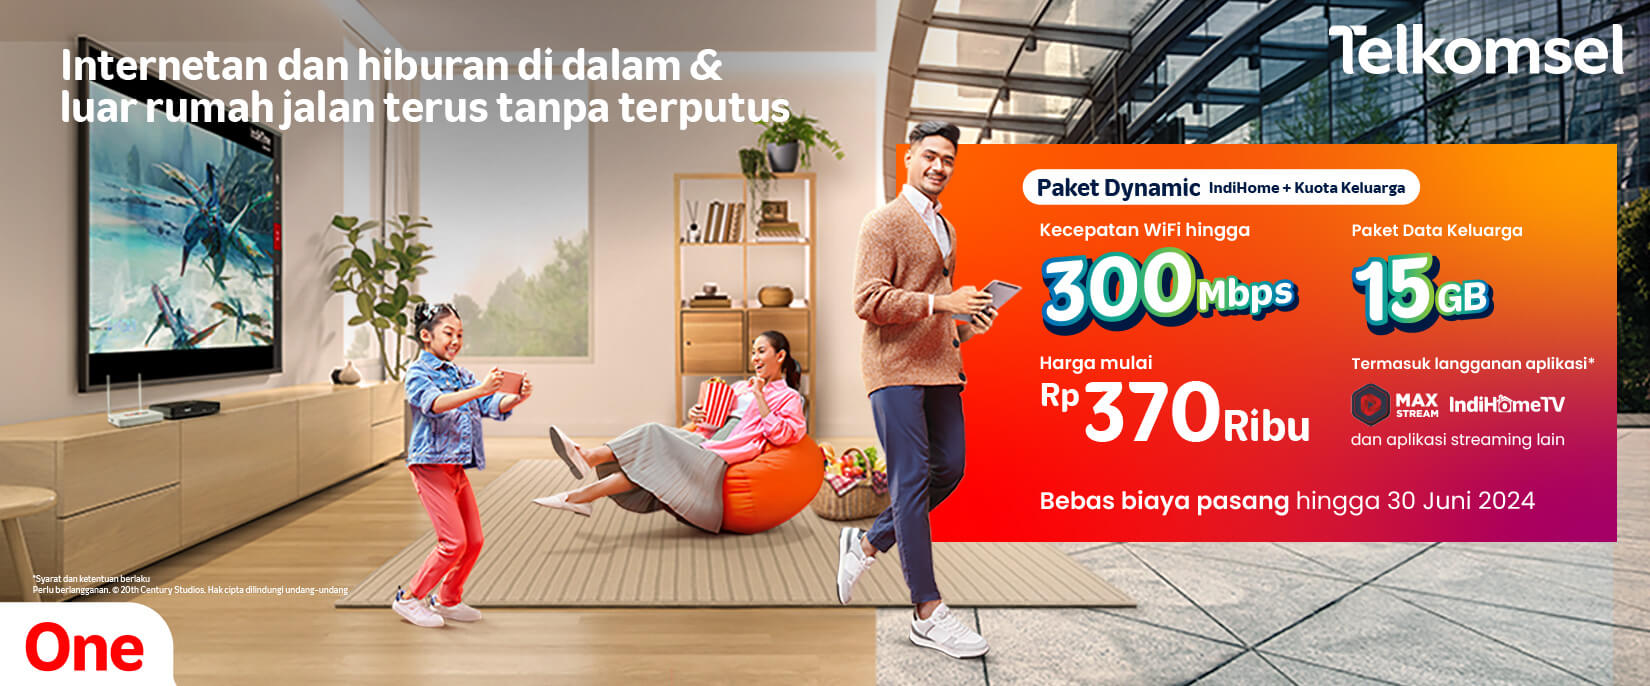 Internetan dan hiburan di dalam &
luar rumah jalan terus tanpa terputus
Telkomsel
Paket Dynamic IndiHome + Kuota Keluarga
Kecepatan WiFi hingga
300Mbps
Paket Data Keluarga
15GB
Harga mulai
Rp370Ribu
Termasuk langganan aplikasi*
MAX
STREAM
IndiHomeTV
dan aplikasi streaming lain
Bebas biaya pasang hingga 30 Juni 2024
*Syarat dan ketentuan berlaku
Perlu berlangganan. © 20th Century Studios. Hak cipta dilindungi undang-undang
One